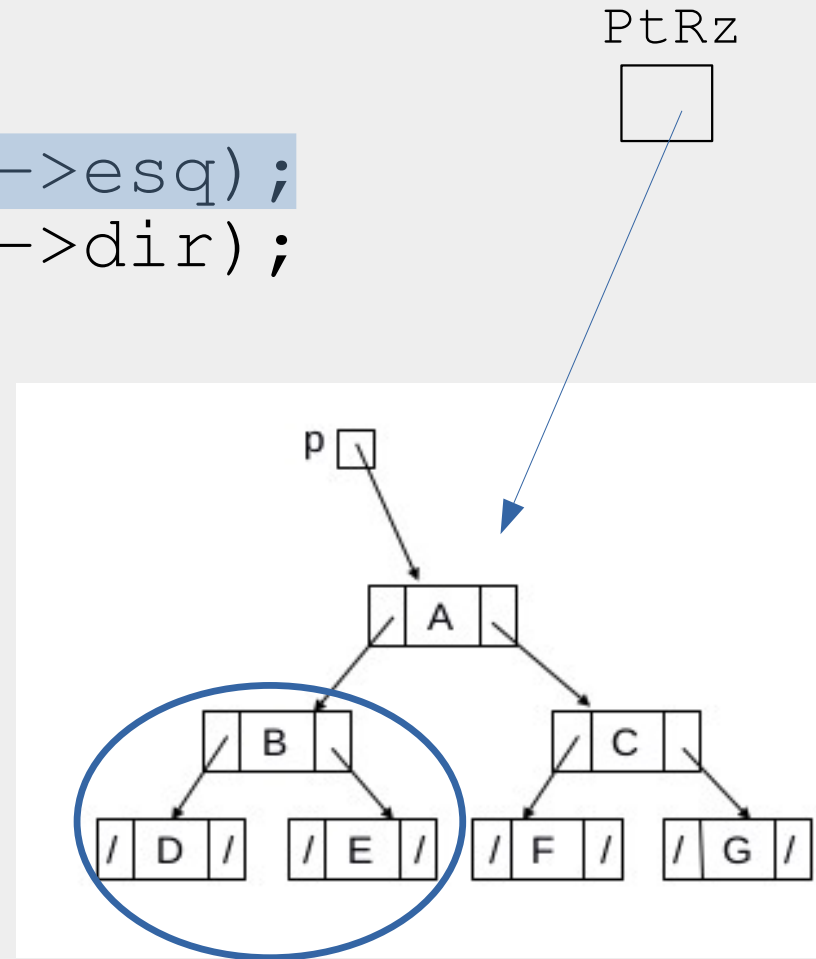 PtRz
->esq);
->dir);
p
A
B
C
/ D /
/ E /
/ F /
/ G /